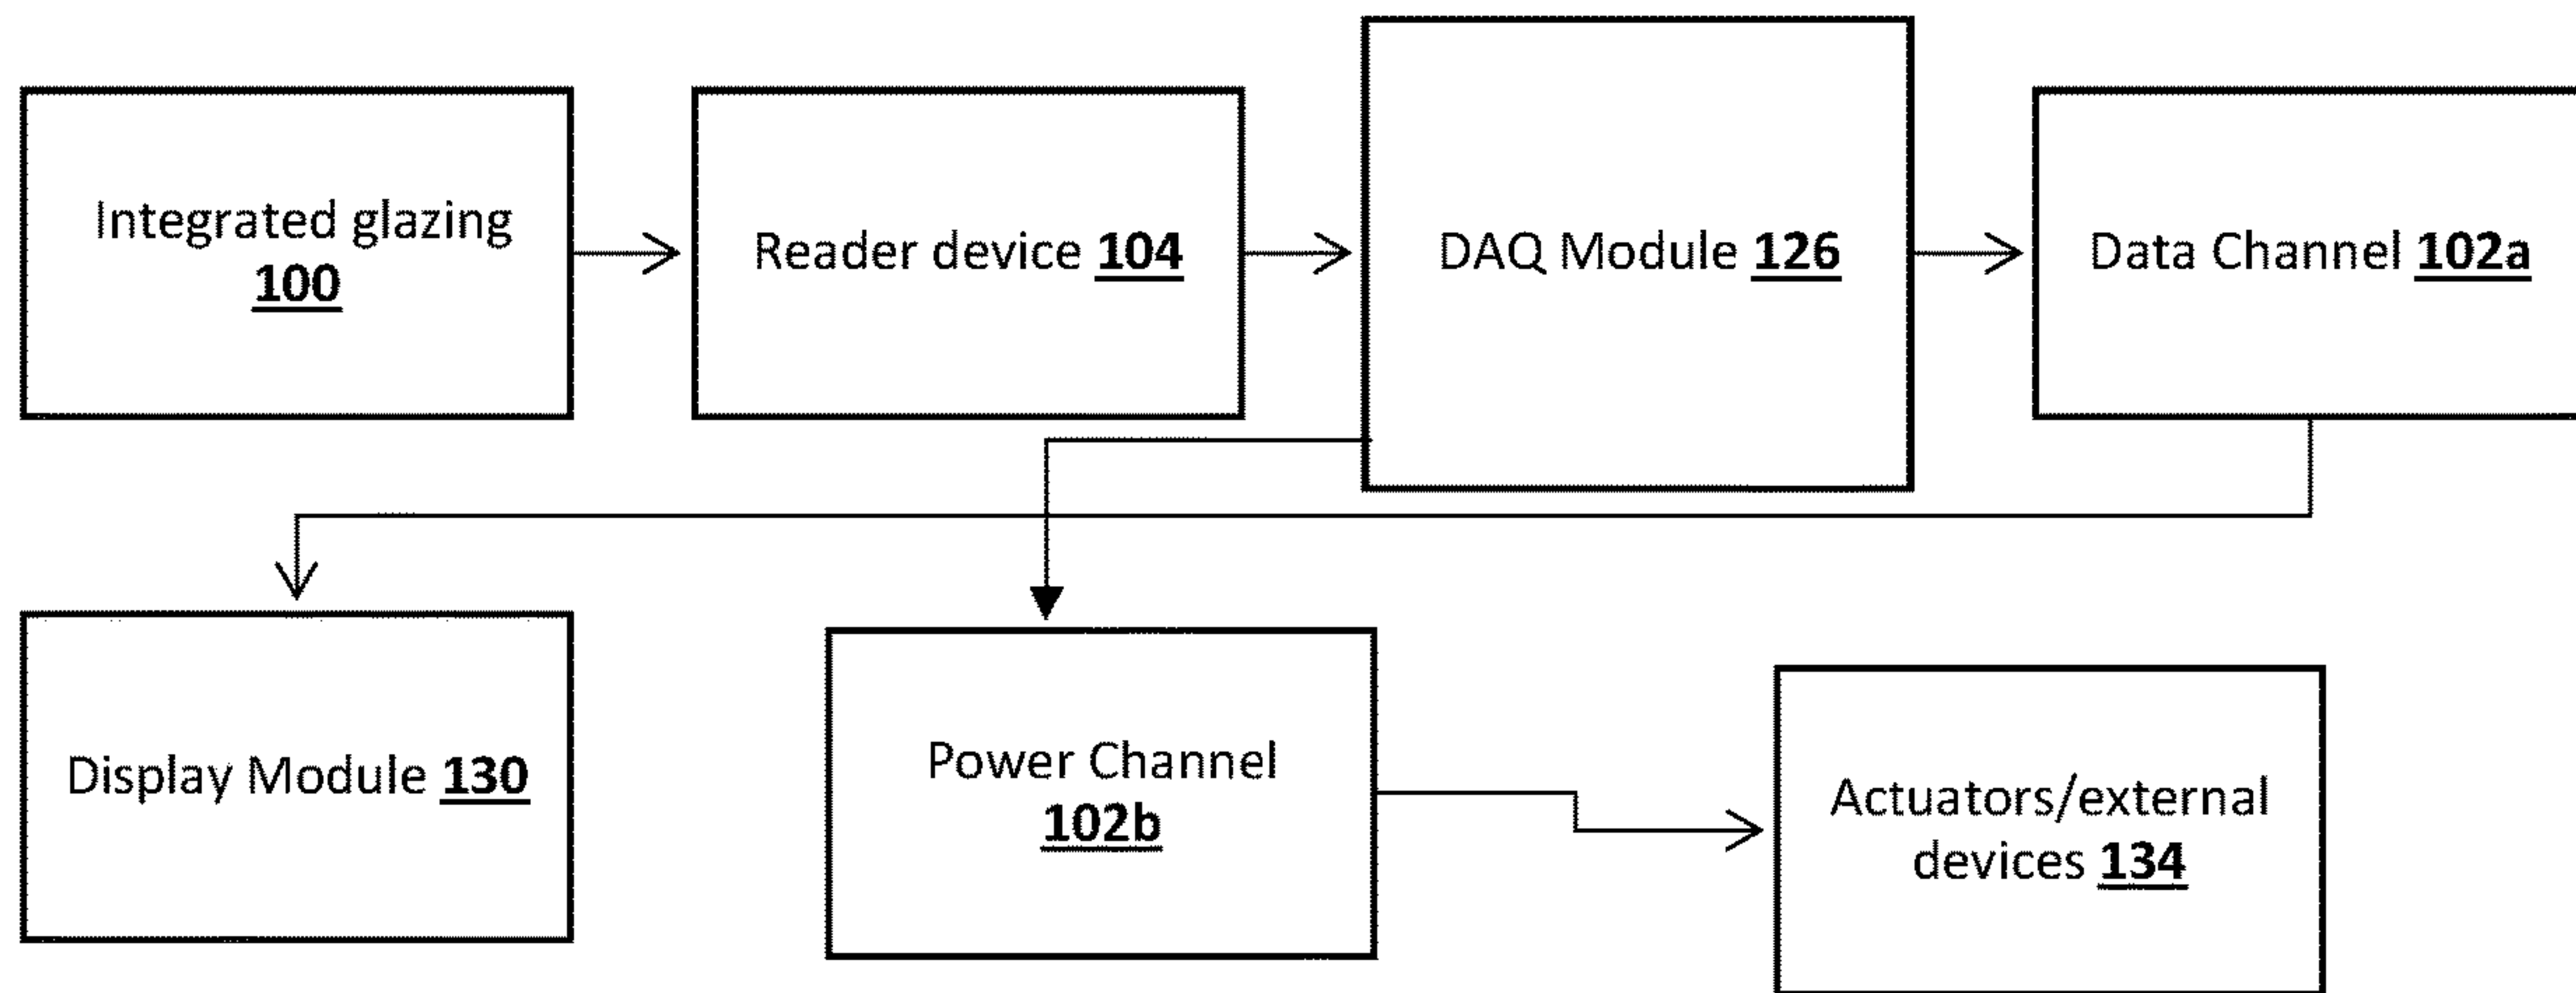 Integrated glazing
100
Reader device 104
DAQ Module 126
Data Channel 102a
Display Module 130
Power Channel
102b
Actuators/external
devices 134